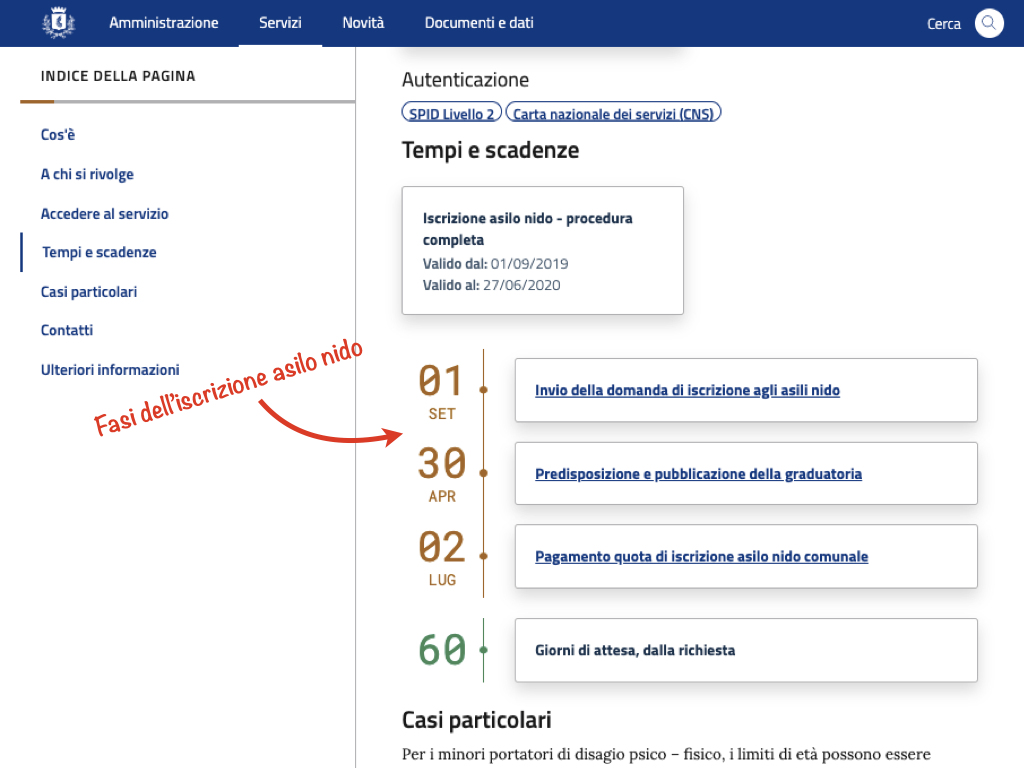 Amministrazione
Servizi
Novità
Documenti e dati
Cerca
INDICE DELLA PAGINA
Cos'è
A chi si rivolge
Accedere al servizio
Tempi e scadenze
Casi particolari
Contatti
Ulteriori informazioni
Fasi dell'iscrizione asilo nido
Autenticazione
SPID Livello 2
Carta nazionale dei servizi (CNS)
Tempi e scadenze
Iscrizione asilo nido - procedura
completa
Valido dal: 01/09/2019
Valido al: 27/06/2020
01
SET
Invio della domanda di iscrizione agli asili nido
30
APR
Predisposizione e pubblicazione della graduatoria
02
LUG
Pagamento quota di iscrizione asilo nido comunale
60
Giorni di attesa, dalla richiesta
Casi particolari
Per i minori portatori di disagio psico – fisico, i limiti di età possono essere